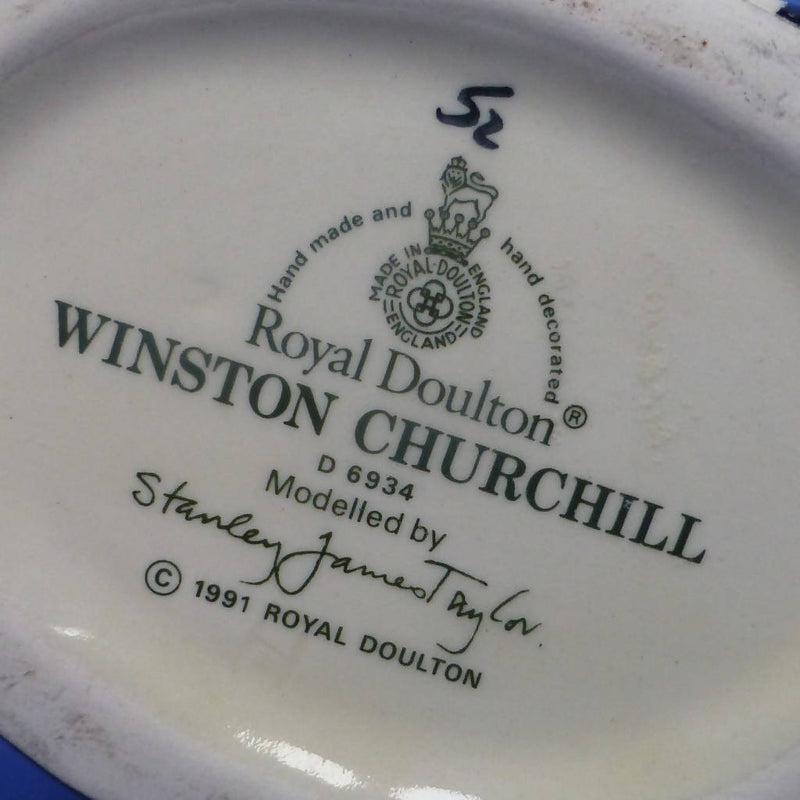 52
Hand made and hand decorated
MADE IN ENGLAND
ROYAL·DOULTON
ENGLAND
Royal Doulton ®
WINSTON CHURCHILL
D 6934
Modelled by
Stanley James Taylor.
© 1991 ROYAL DOULTON